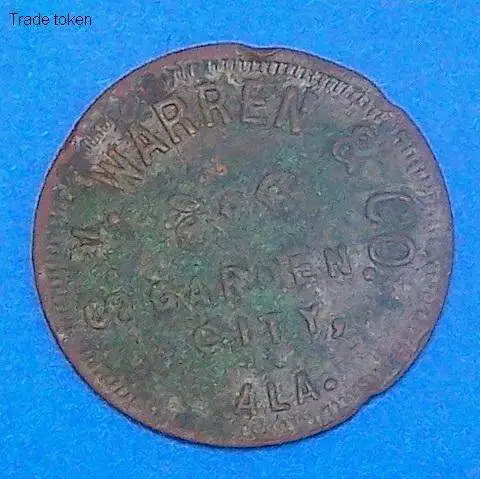 Trade token
M. WARREN & CO.
GARDEN
CITY,
ALA.